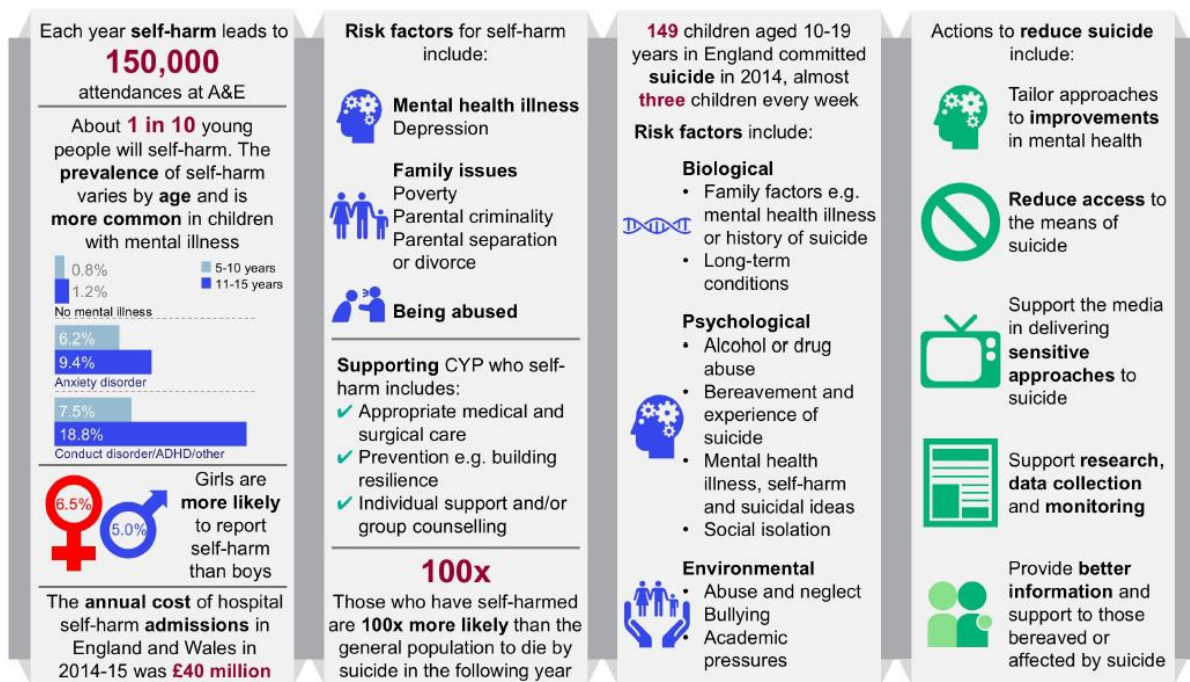 Each year self-harm leads to
150,000
attendances at A&E
About 1 in 10 young
people will self-harm. The
prevalence of self-harm
varies by age and is
more common in children
with mental illness
0.8%
1.2%
5-10 years
11-15 years
No mental illness
6.2%
9.4%
Anxiety disorder
7.5%
18.8%
Conduct disorder/ADHD/other
6.5%
5.0%
Girls are
more likely
to report
self-harm
than boys
The annual cost of hospital
self-harm admissions in
England and Wales in
2014-15 was £40 million
Risk factors for self-harm
include:
Mental health illness
Depression
Family issues
Poverty
Parental criminality
Parental separation
or divorce
Being abused
Supporting CYP who self-
harm includes:
✔ Appropriate medical and
surgical care
✔ Prevention e.g. building
resilience
✔ Individual support and/or
group counselling
100x
Those who have self-harmed
are 100x more likely than the
general population to die by
suicide in the following year
149 children aged 10-19
years in England committed
suicide in 2014, almost
three children every week
Risk factors include:
Biological
• Family factors e.g.
mental health illness
or history of suicide
• Long-term
conditions
Psychological
• Alcohol or drug
abuse
• Bereavement and
experience of
suicide
• Mental health
illness, self-harm
and suicidal ideas
• Social isolation
Environmental
• Abuse and neglect
• Bullying
• Academic
pressures
Actions to reduce suicide
include:
Tailor approaches
to improvements
in mental health
Reduce access to
the means of
suicide
Support the media
in delivering
sensitive
approaches to
suicide
Support research,
data collection
and monitoring
Provide better
information and
support to those
bereaved or
affected by suicide